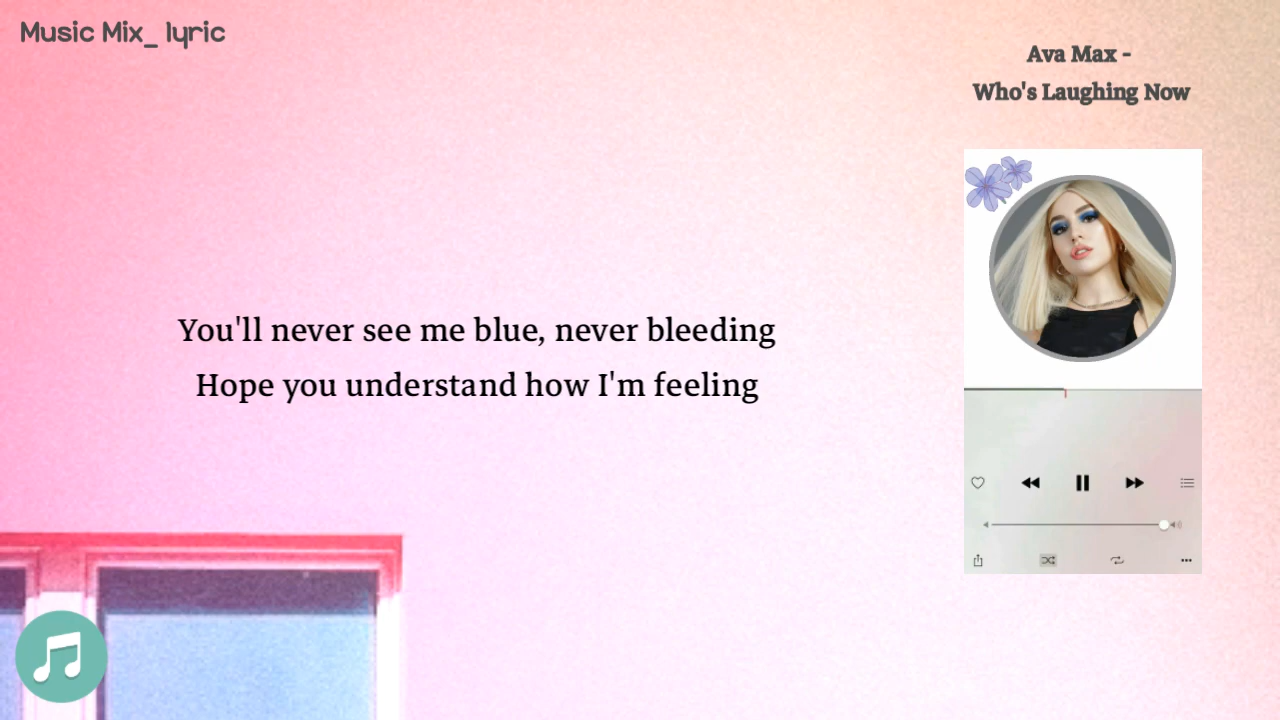 Music Mix_ lyric
Ava Max -
Who's Laughing Now
You'll never see me blue, never bleeding
Hope you understand how I'm feeling